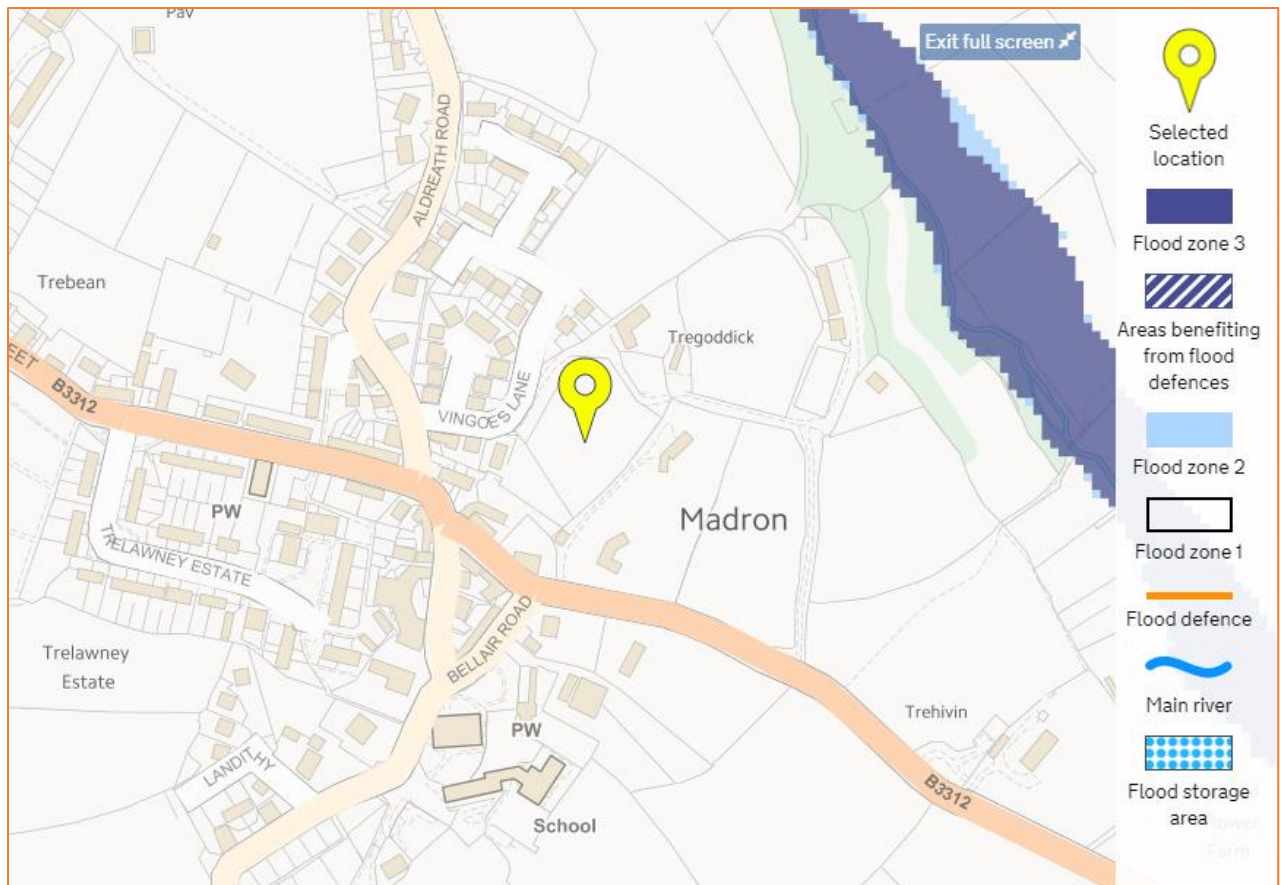 Pav
Exit full screen
ALDREATH ROAD
Trebean
Tregoddick
EET
B3312
VINGOES LANE
PW
Madron
TRELAWNEY ESTATE
BELLAIR ROAD
Trelawney
Estate
PW
Trehivin
LANDITHY
B3312
School
Selected
location
Flood zone 3
Areas benefiting
from flood
defences
Flood zone 2
Flood zone 1
Flood defence
Main river
Flood storage
area
Farm